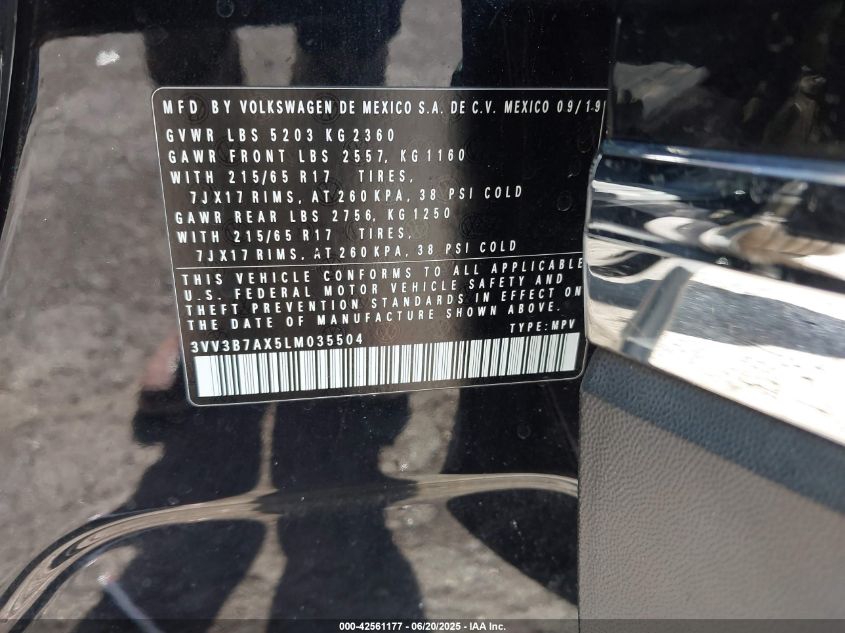 MFD BY VOLKSWAGEN DE MEXICO S.A. DE C.V. MEXICO 09/19
GVWR LBS 5203 KG 2360
GAWR FRONT LBS 2557, KG 1160
WITH 215/65 R17 TIRES,
7JX17 RIMS, AT 260 KPA, 38 PSI COLD
GAWR REAR LBS 2756, KG 1250
WITH 215/65 R17 TIRES,
7JX17 RIMS, AT 260 KPA, 38 PSI COLD
THIS VEHICLE CONFORMS TO ALL APPLICABLE
U.S. FEDERAL MOTOR VEHICLE SAFETY AND
THEFT PREVENTION STANDARDS IN EFFECT ON
THE DATE OF MANUFACTURE SHOWN ABOVE.
3VV3B7AX5LM035504 TYPE: MPV
000-42561177 - 06/20/2025 - IAA Inc.